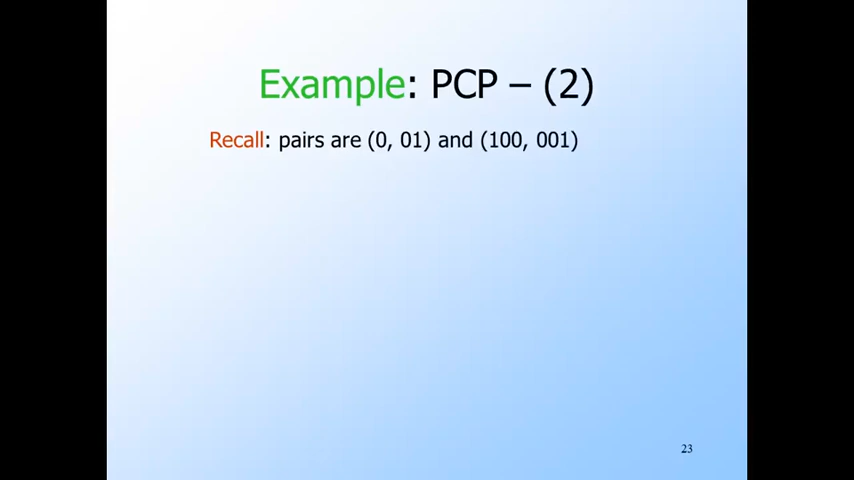 Example: PCP – (2)
Recall: pairs are (0, 01) and (100, 001)
23